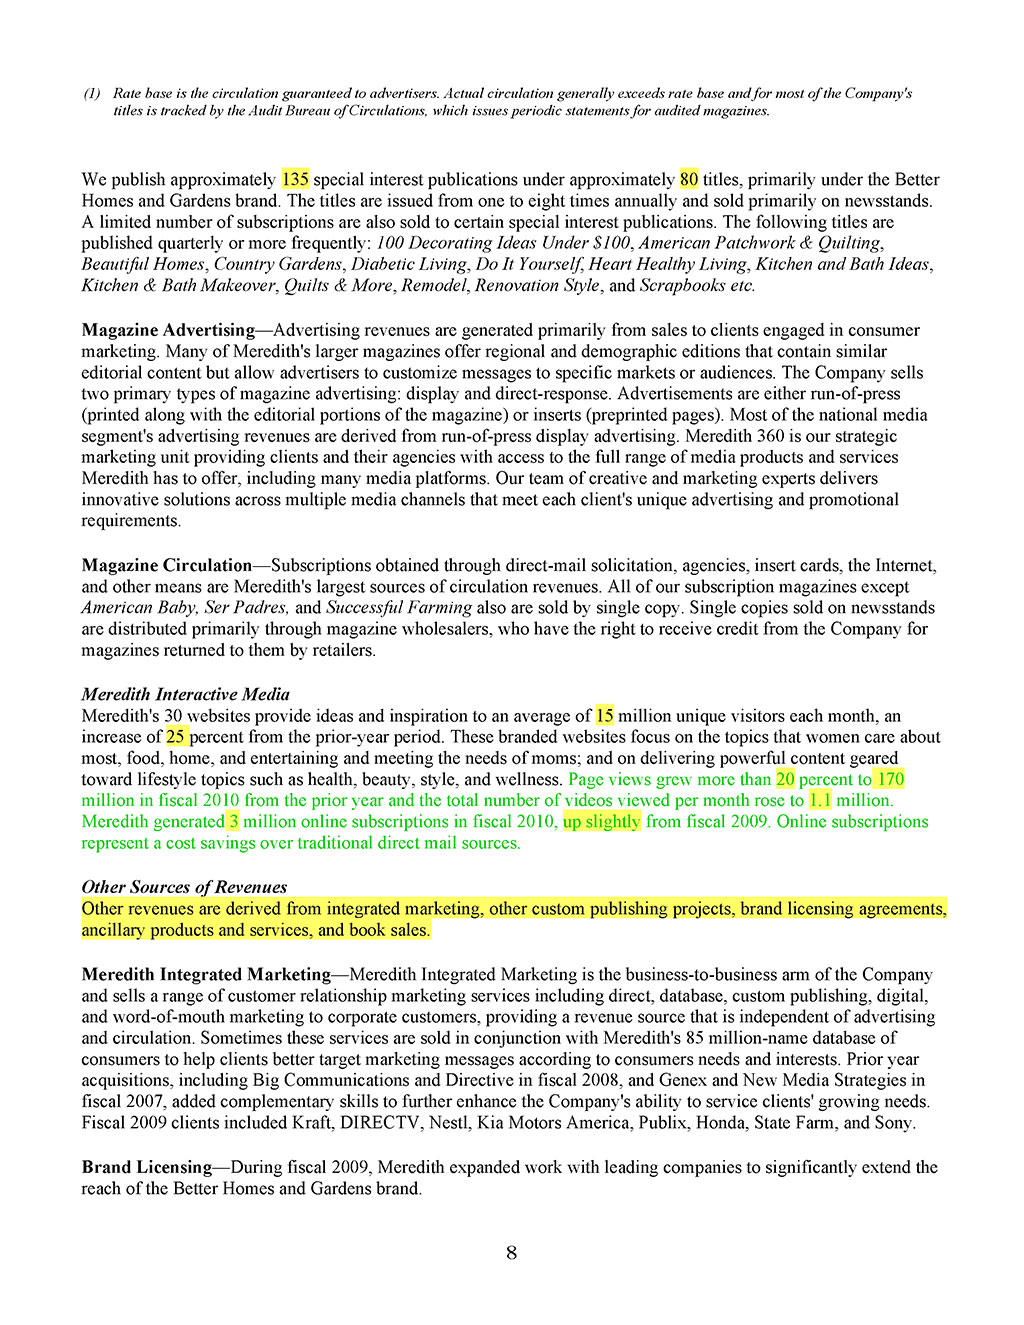 (1) Rate base is the circulation guaranteed to advertisers. Actual circulation generally exceeds rate base and for most of the Company's
titles is tracked by the Audit Bureau of Circulations, which issues periodic statements for audited magazines.
We publish approximately 135 special interest publications under approximately 80 titles, primarily under the Better
Homes and Gardens brand. The titles are issued from one to eight times annually and sold primarily on newsstands.
A limited number of subscriptions are also sold to certain special interest publications. The following titles are
published quarterly or more frequently: 100 Decorating Ideas Under $100, American Patchwork & Quilting,
Beautiful Homes, Country Gardens, Diabetic Living, Do It Yourself, Heart Healthy Living, Kitchen and Bath Ideas,
Kitchen & Bath Makeover, Quilts & More, Remodel, Renovation Style, and Scrapbooks etc.
Magazine Advertising—Advertising revenues are generated primarily from sales to clients engaged in consumer
marketing. Many of Meredith's larger magazines offer regional and demographic editions that contain similar
editorial content but allow advertisers to customize messages to specific markets or audiences. The Company sells
two primary types of magazine advertising: display and direct-response. Advertisements are either run-of-press
(printed along with the editorial portions of the magazine) or inserts (preprinted pages). Most of the national media
segment's advertising revenues are derived from run-of-press display advertising. Meredith 360 is our strategic
marketing unit providing clients and their agencies with access to the full range of media products and services
Meredith has to offer, including many media platforms. Our team of creative and marketing experts delivers
innovative solutions across multiple media channels that meet each client's unique advertising and promotional
requirements.
Magazine Circulation—Subscriptions obtained through direct-mail solicitation, agencies, insert cards, the Internet,
and other means are Meredith's largest sources of circulation revenues. All of our subscription magazines except
American Baby, Ser Padres, and Successful Farming also are sold by single copy. Single copies sold on newsstands
are distributed primarily through magazine wholesalers, who have the right to receive credit from the Company for
magazines returned to them by retailers.
Meredith Interactive Media
Meredith's 30 websites provide ideas and inspiration to an average of 15 million unique visitors each month, an
increase of 25 percent from the prior-year period. These branded websites focus on the topics that women care about
most, food, home, and entertaining and meeting the needs of moms; and on delivering powerful content geared
toward lifestyle topics such as health, beauty, style, and wellness. Page views grew more than 20 percent to 170
million in fiscal 2010 from the prior year and the total number of videos viewed per month rose to 1.1 million.
Meredith generated 3 million online subscriptions in fiscal 2010, up slightly from fiscal 2009. Online subscriptions
represent a cost savings over traditional direct mail sources.
Other Sources of Revenues
Other revenues are derived from integrated marketing, other custom publishing projects, brand licensing agreements,
ancillary products and services, and book sales.
Meredith Integrated Marketing—Meredith Integrated Marketing is the business-to-business arm of the Company
and sells a range of customer relationship marketing services including direct, database, custom publishing, digital,
and word-of-mouth marketing to corporate customers, providing a revenue source that is independent of advertising
and circulation. Sometimes these services are sold in conjunction with Meredith's 85 million-name database of
consumers to help clients better target marketing messages according to consumers needs and interests. Prior year
acquisitions, including Big Communications and Directive in fiscal 2008, and Genex and New Media Strategies in
fiscal 2007, added complementary skills to further enhance the Company's ability to service clients' growing needs.
Fiscal 2009 clients included Kraft, DIRECTV, Nestl, Kia Motors America, Publix, Honda, State Farm, and Sony.
Brand Licensing—During fiscal 2009, Meredith expanded work with leading companies to significantly extend the
reach of the Better Homes and Gardens brand.
8